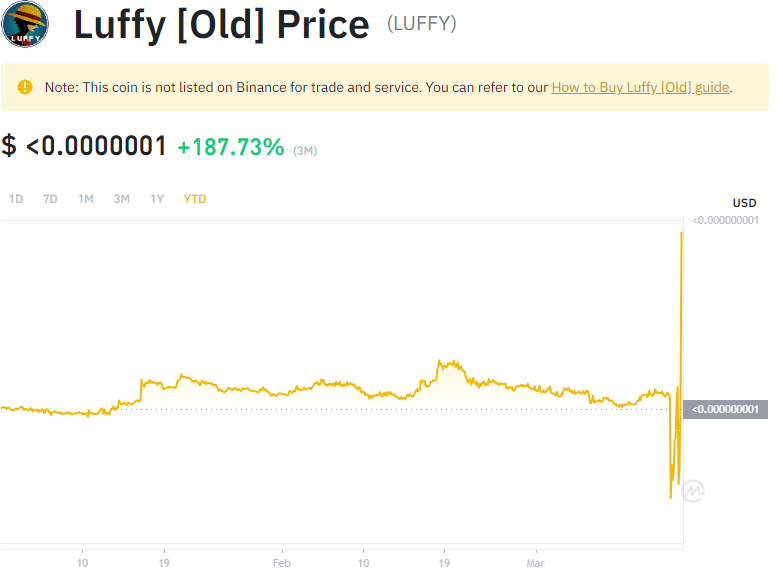 LUFFY
Luffy [Old] Price (LUFFY)
Note: This coin is not listed on Binance for trade and service. You can refer to our How to Buy Luffy [Old] guide.
$ <0.0000001 +187.73% (3M)
1D 7D 1M 3M 1Y YTD
USD
<0.000000001
<0.000000001
10 19 Feb 10 19 Mar